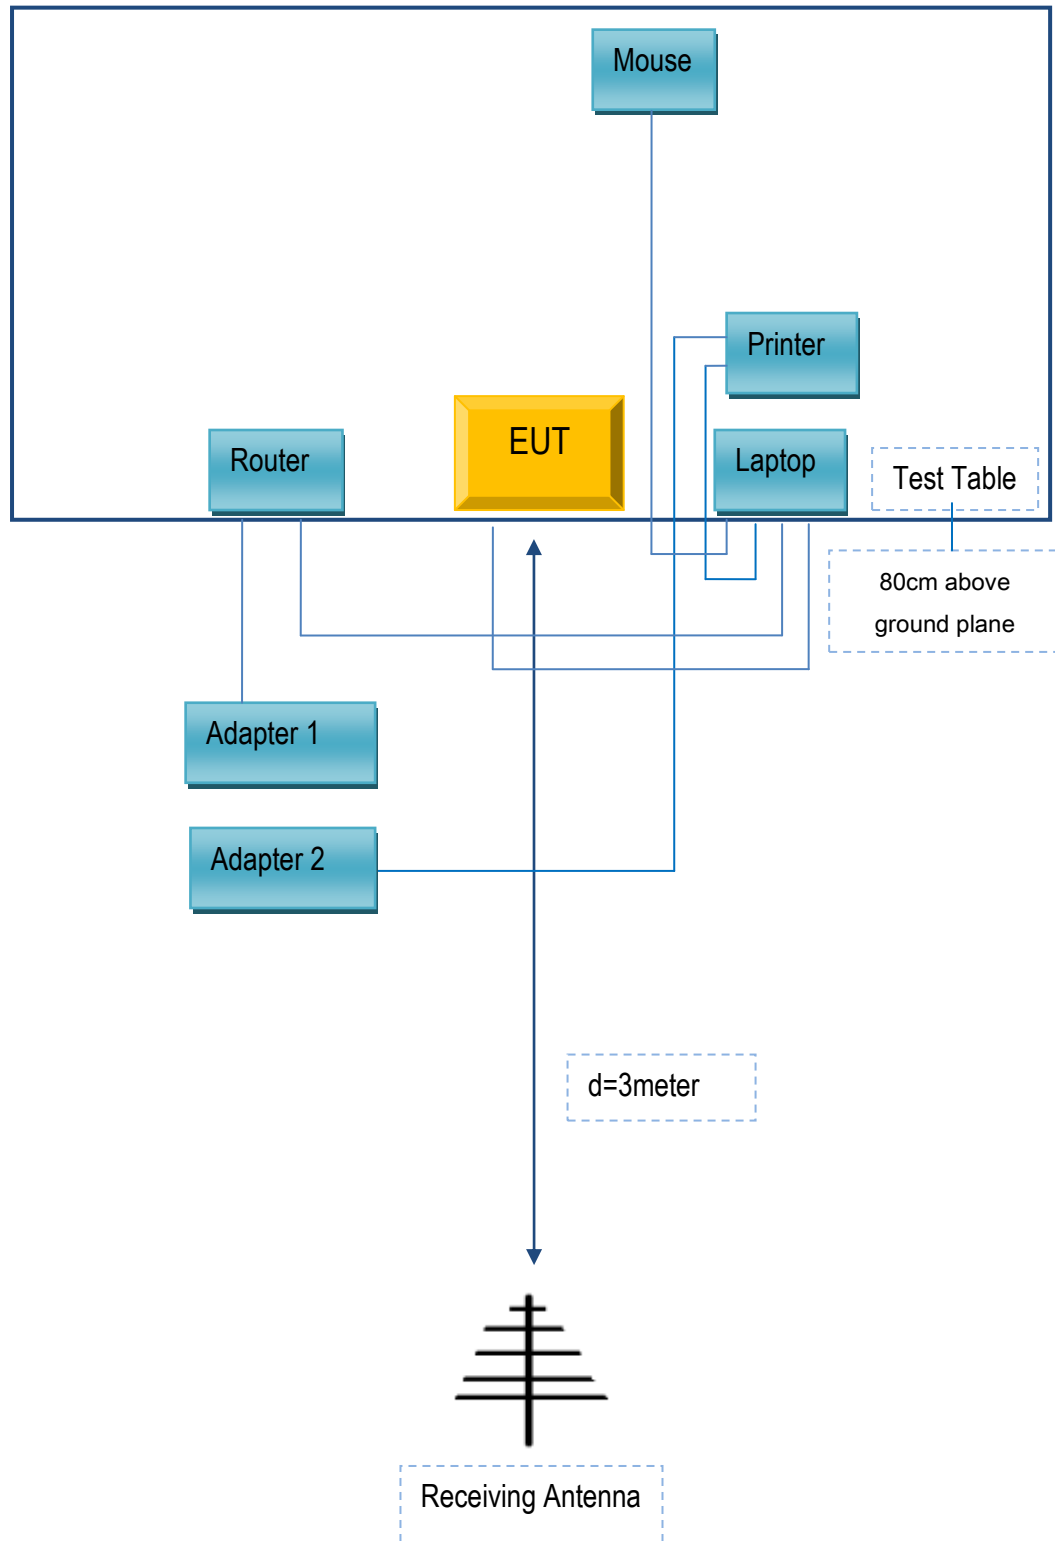 Mouse
Printer
EUT
Router
Laptop
Test Table
80cm above
ground plane
Adapter 1
Adapter 2
d=3meter
Receiving Antenna